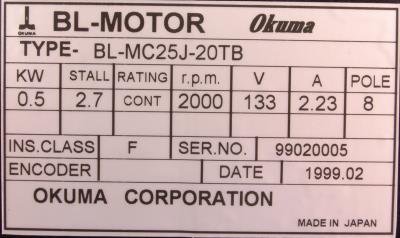 OKUMA BL-MOTOR Okuma
TYPE- BL-MC25J-20TB
KW STALL RATING r.p.m. V A POLE
0.5 2.7 CONT 2000 133 2.23 8
INS.CLASS F SER.NO. 99020005
ENCODER DATE 1999.02
OKUMA CORPORATION
MADE IN JAPAN